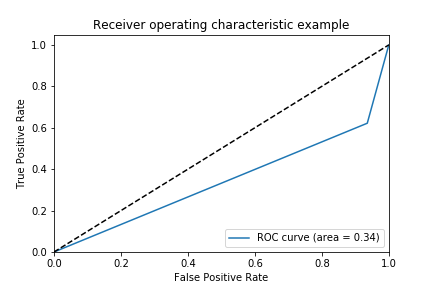 Receiver operating characteristic example
1.0
0.8
0.6
0.4
0.2
0.0
True Positive Rate
0.0 0.2 0.4 0.6 0.8 1.0
False Positive Rate
ROC curve (area = 0.34)